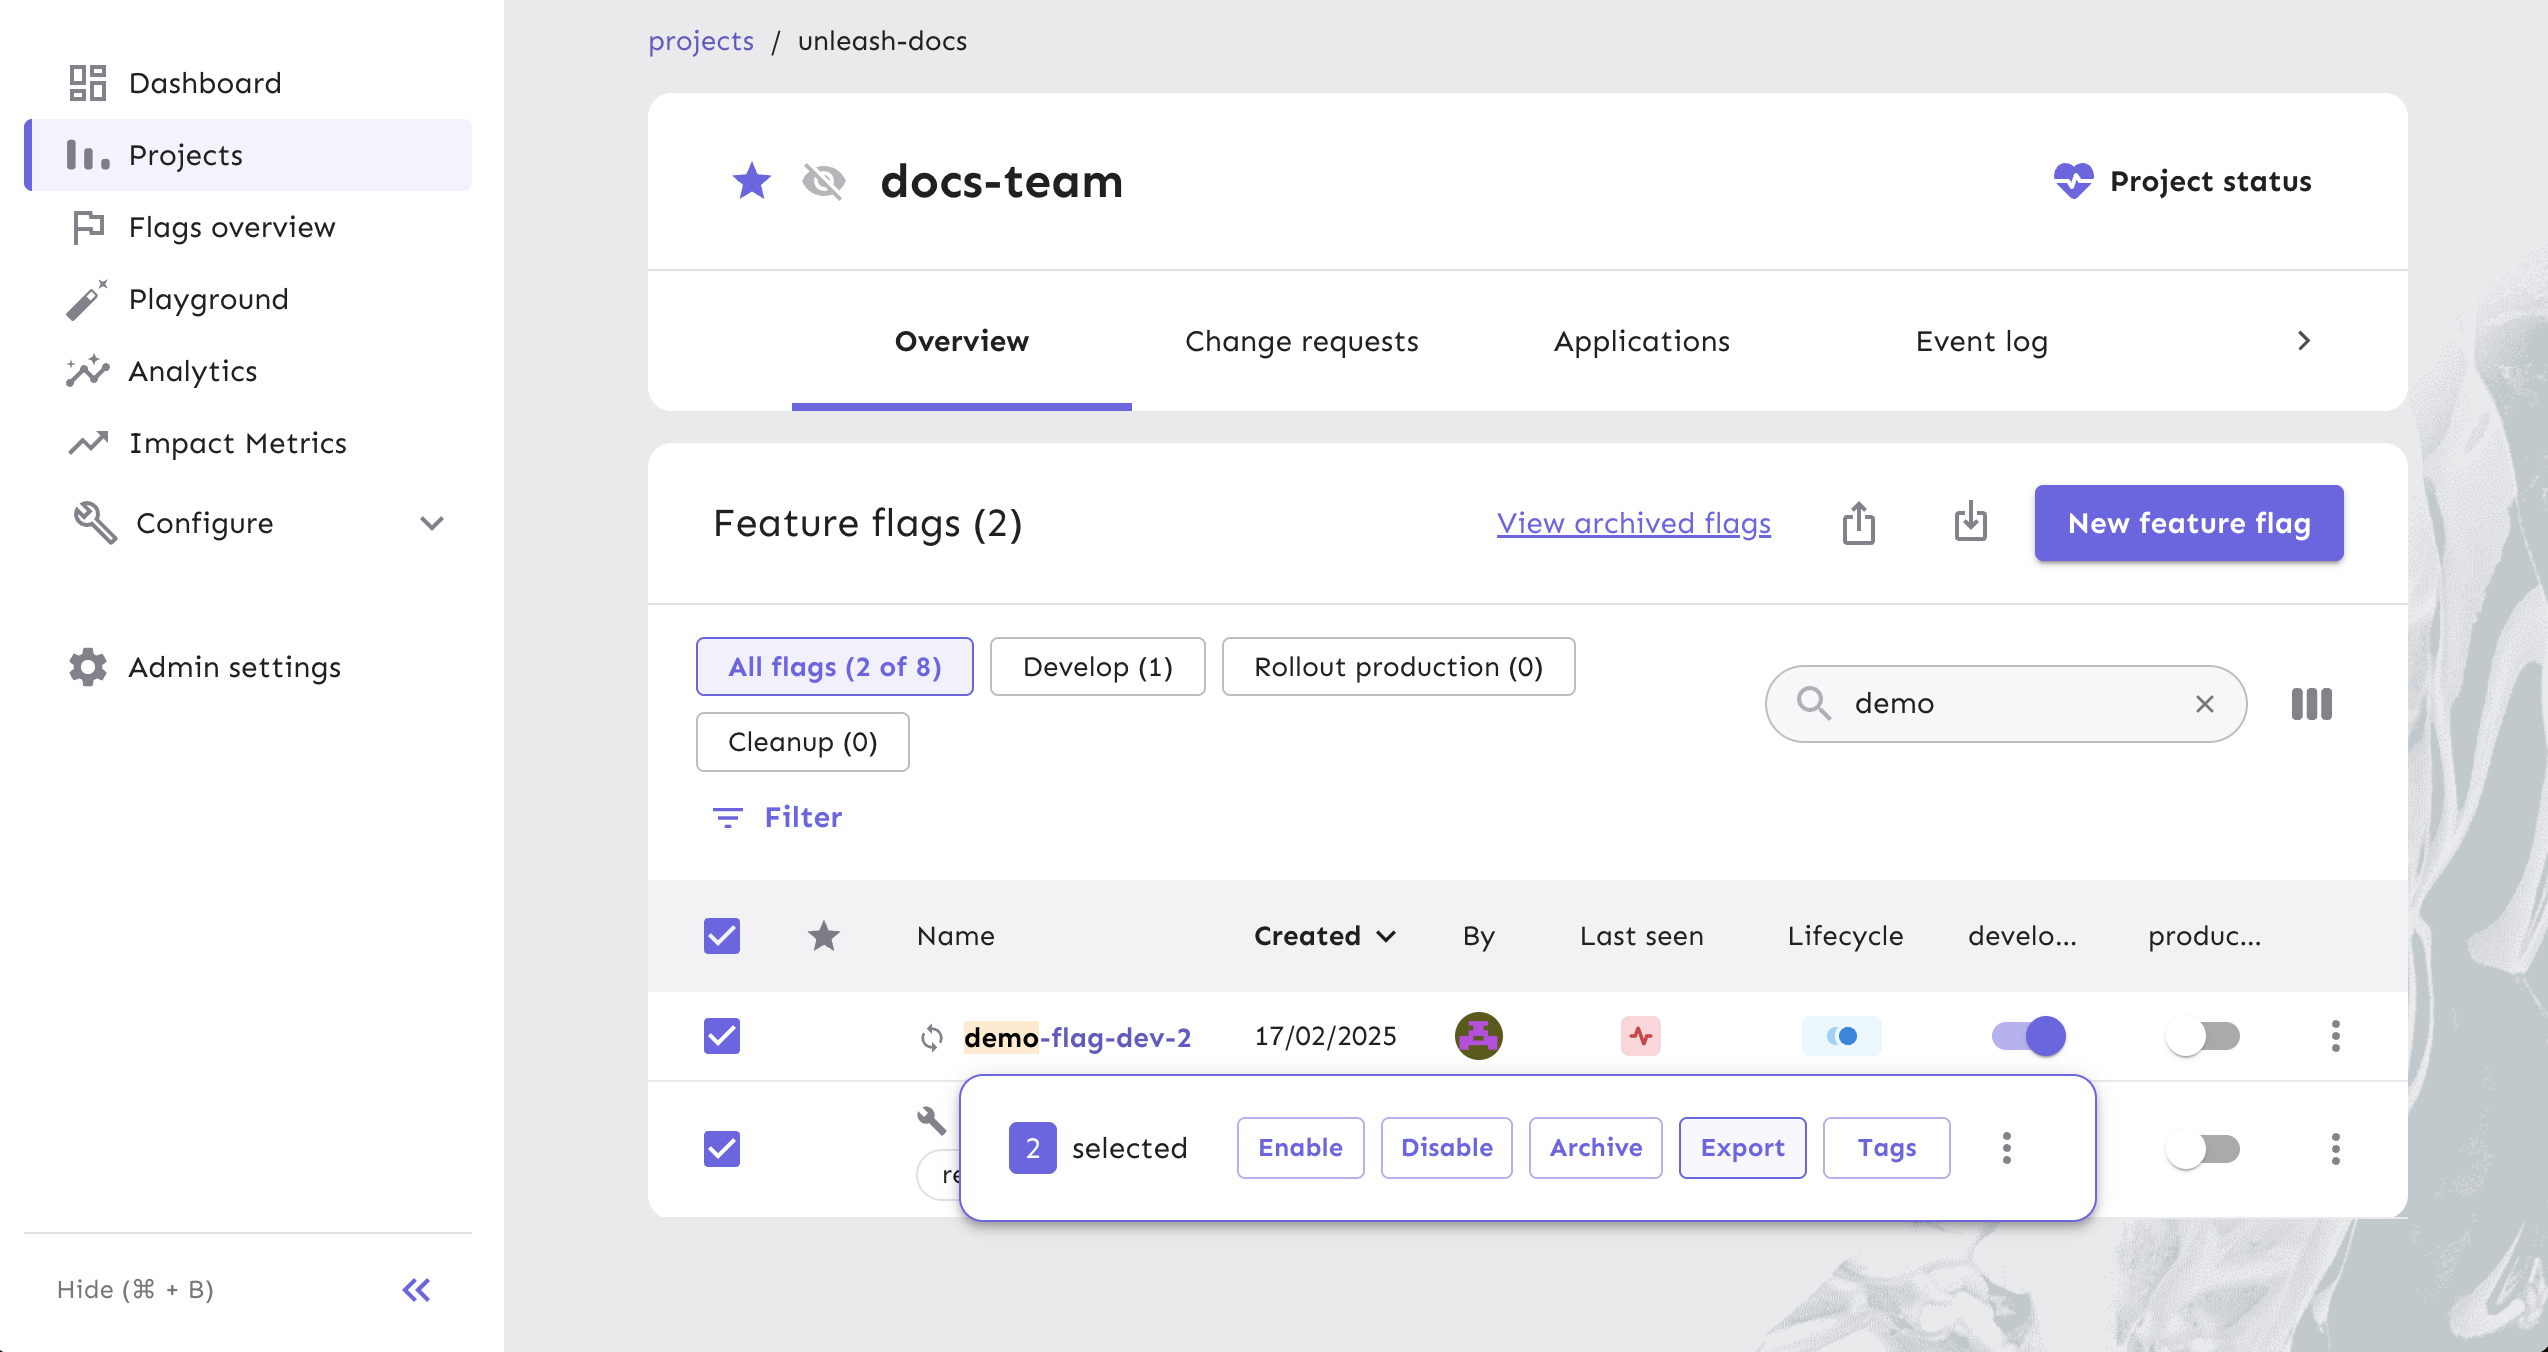 Dashboard
Projects
Flags overview
Playground
Analytics
Impact Metrics
Configure
Admin settings
Hide (⌘ + B)
projects / unleash-docs
docs-team
Project status
Overview
Change requests
Applications
Event log
Feature flags (2)
View archived flags
New feature flag
All flags (2 of 8)
Develop (1)
Rollout production (0)
Cleanup (0)
demo
Filter
Name
Created
By
Last seen
Lifecycle
develo...
produc...
demo-flag-dev-2
17/02/2025
2 selected
Enable
Disable
Archive
Export
Tags